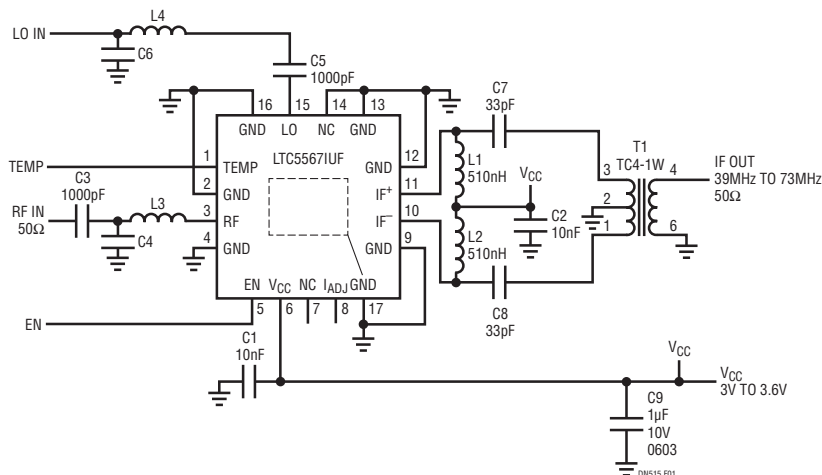 LO IN
L4
C6
C5
1000pF
16 15 14 13
GND LO NC GND
LTC5567IUF
TEMP
1
TEMP
2
GND
C3
1000pF
RF IN
50Ω
L3
3
RF
C4
4
GND
GND
12
IF+
11
IF−
10
GND
9
EN VCC NC IADJ GND
5 6 7 8 17
EN
C1
10nF
C7
33pF
L1
510nH
VCC
C2
10nF
L2
510nH
C8
33pF
T1
TC4-1W
3
2
1
4
6
IF OUT
39MHz TO 73MHz
50Ω
VCC
VCC
3V TO 3.6V
C9
1µF
10V
0603
DN515 F01